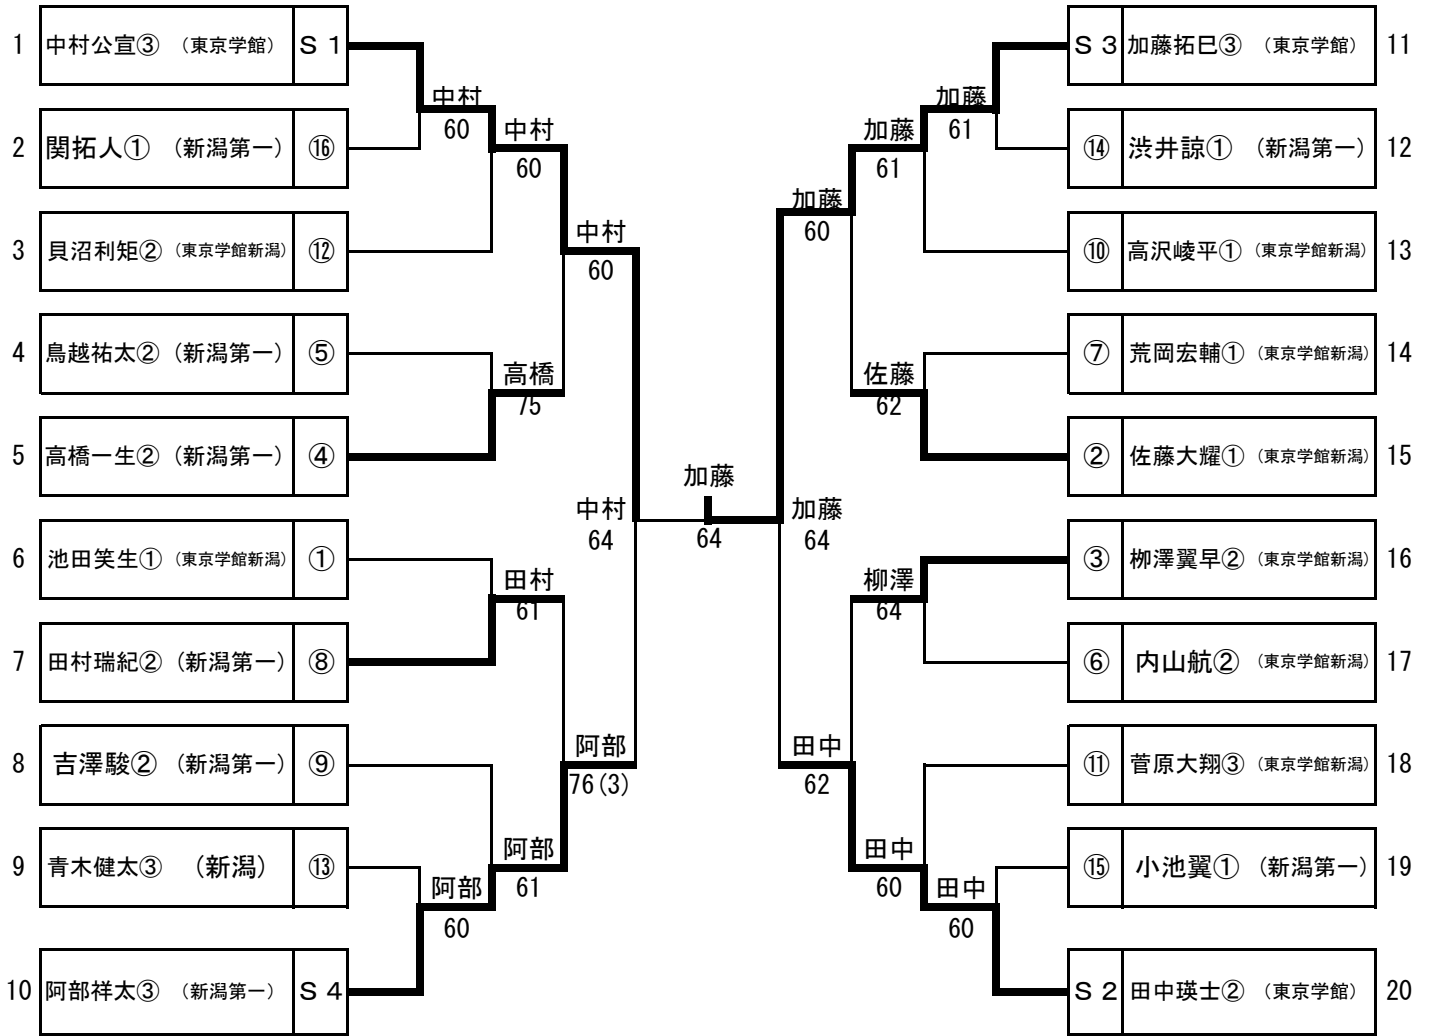 1 中村公宣③ （東京学館） Ｓ１
2 関拓人① （新潟第一） ⑯
3 貝沼利矩② （東京学館新潟） ⑫
4 鳥越祐太② （新潟第一） ⑤
5 高橋一生② （新潟第一） ④
6 池田笑生① （東京学館新潟） ①
7 田村瑞紀② （新潟第一） ⑧
8 吉澤駿② （新潟第一） ⑨
9 青木健太③ （新潟） ⑬
10 阿部祥太③ （新潟第一） Ｓ４
中村
60
阿部
60
中村
60
高橋
75
田村
61
阿部
61
中村
60
阿部
76(3)
中村
64
加藤
64
加藤
64
加藤
60
田中
62
加藤
61
佐藤
62
柳澤
64
田中
60
加藤
61
田中
60
Ｓ３ 加藤拓巳③ （東京学館） 11
⑭ 渋井諒① （新潟第一） 12
⑩ 高沢崚平① （東京学館新潟） 13
⑦ 荒岡宏輔① （東京学館新潟） 14
② 佐藤大耀① （東京学館新潟） 15
③ 栁澤翼早② （東京学館新潟） 16
⑥ 内山航② （東京学館新潟） 17
⑪ 菅原大翔③ （東京学館新潟） 18
⑮ 小池翼① （新潟第一） 19
Ｓ２ 田中瑛士② （東京学館） 20